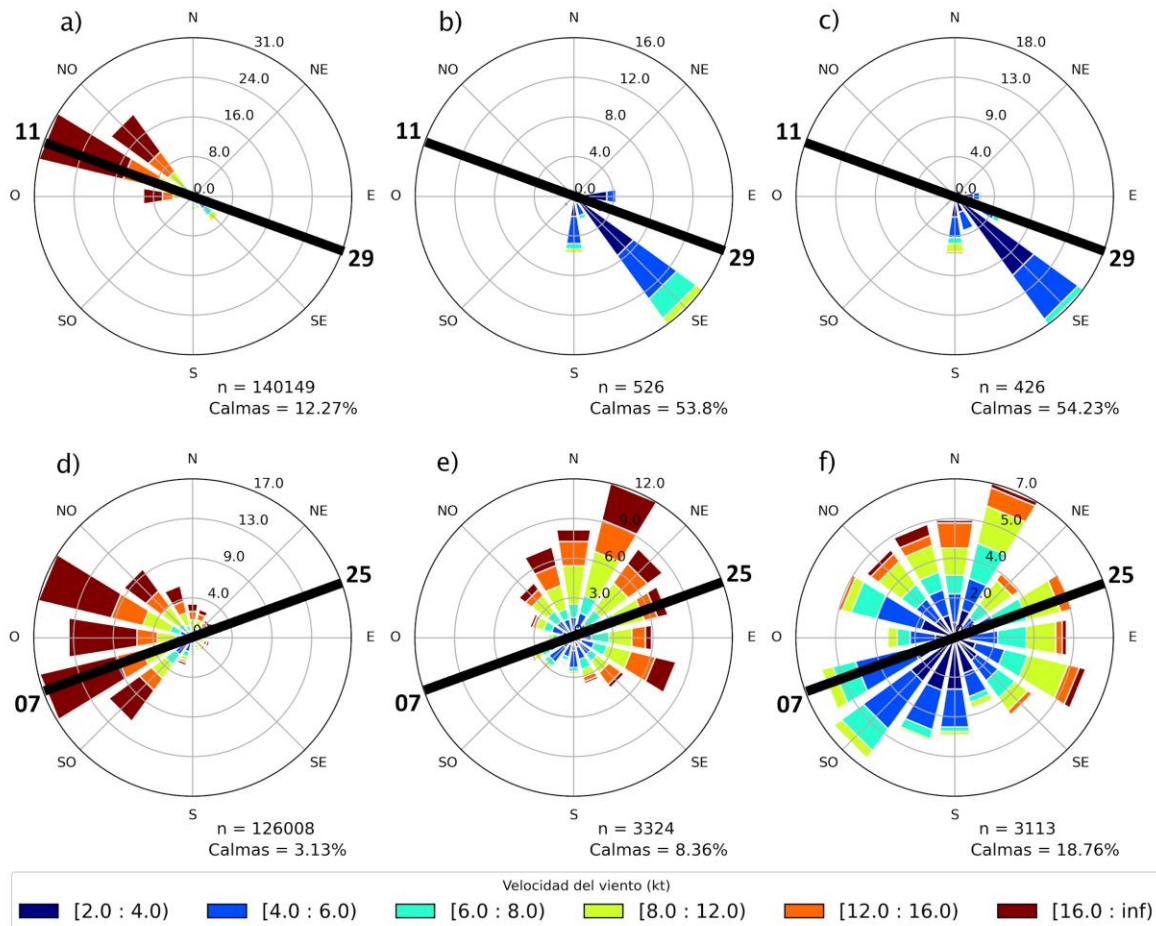 a)
N
31.0
24.0
16.0
8.0
0.0
NO
NE
11
O
E
29
SO
SE
S
n = 140149
Calmas = 12.27%
b)
N
16.0
12.0
8.0
4.0
0.0
NO
NE
11
O
E
29
SO
SE
S
n = 526
Calmas = 53.8%
c)
N
18.0
13.0
9.0
4.0
0.0
NO
NE
11
O
E
29
SO
SE
S
n = 426
Calmas = 54.23%
d)
N
17.0
13.0
9.0
4.0
NO
NE
25
O
E
07
SO
SE
S
n = 126008
Calmas = 3.13%
e)
N
12.0
9.0
6.0
3.0
NO
NE
25
O
E
07
SO
SE
S
n = 3324
Calmas = 8.36%
f)
N
7.0
5.0
4.0
2.0
NO
NE
25
O
E
07
SO
SE
S
n = 3113
Calmas = 18.76%
Velocidad del viento (kt)
[2.0 : 4.0) [4.0 : 6.0) [6.0 : 8.0) [8.0 : 12.0) [12.0 : 16.0) [16.0 : inf)